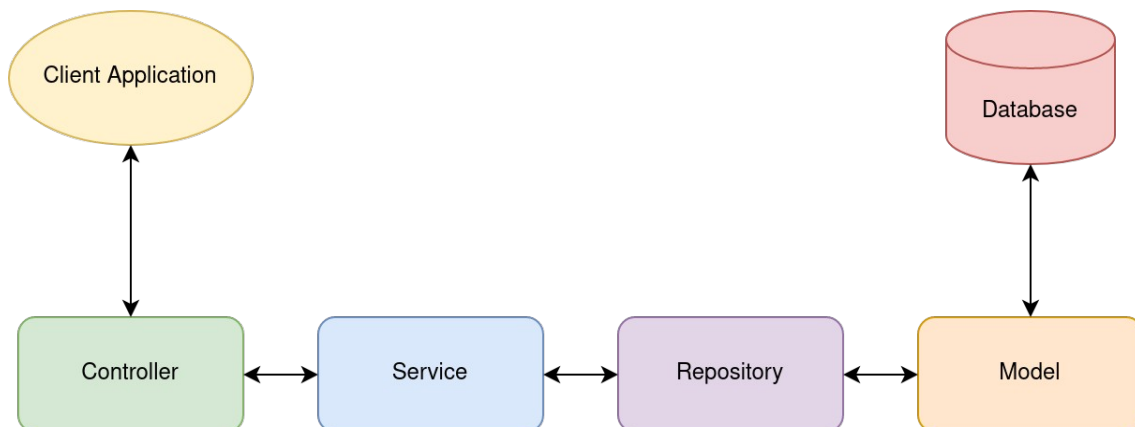 Client Application
Database
Controller
Service
Repository
Model